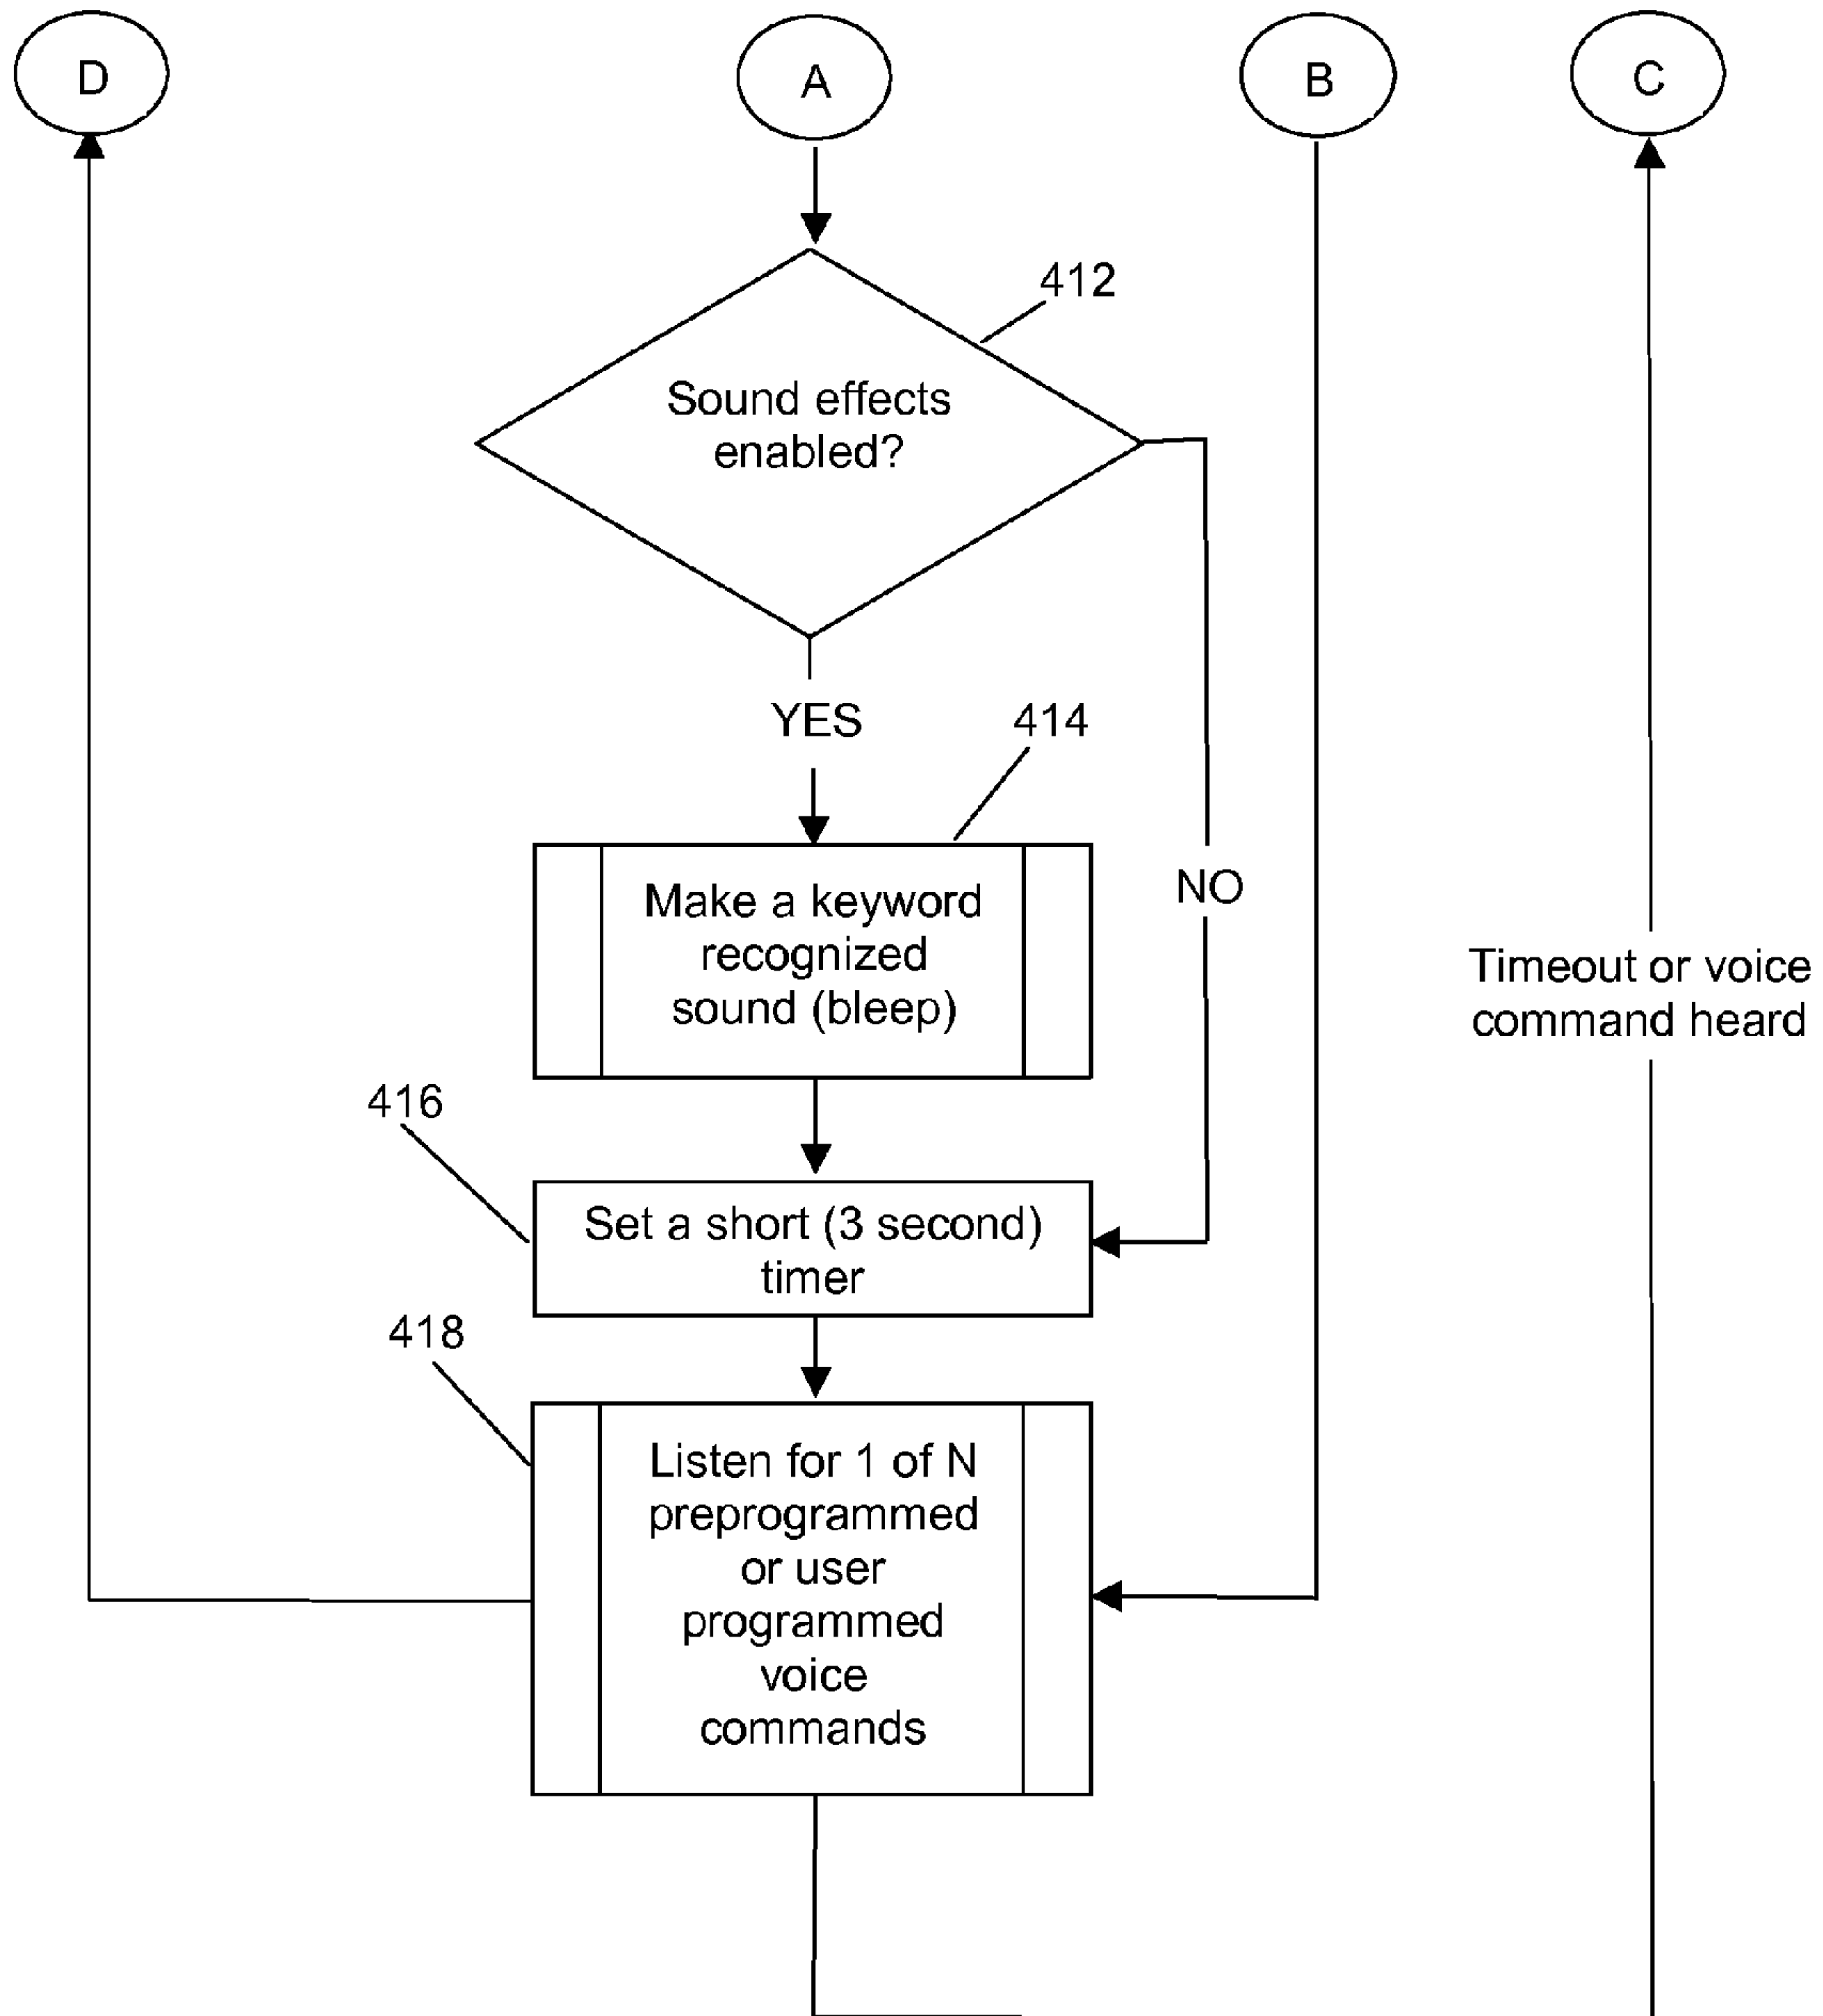 D
A
B
C
412
Sound effects
enabled?
YES
414
NO
Make a keyword
recognized
sound (bleep)
Timeout or voice
command heard
416
Set a short (3 second)
timer
418
Listen for 1 of N
preprogrammed
or user
programmed
voice
commands